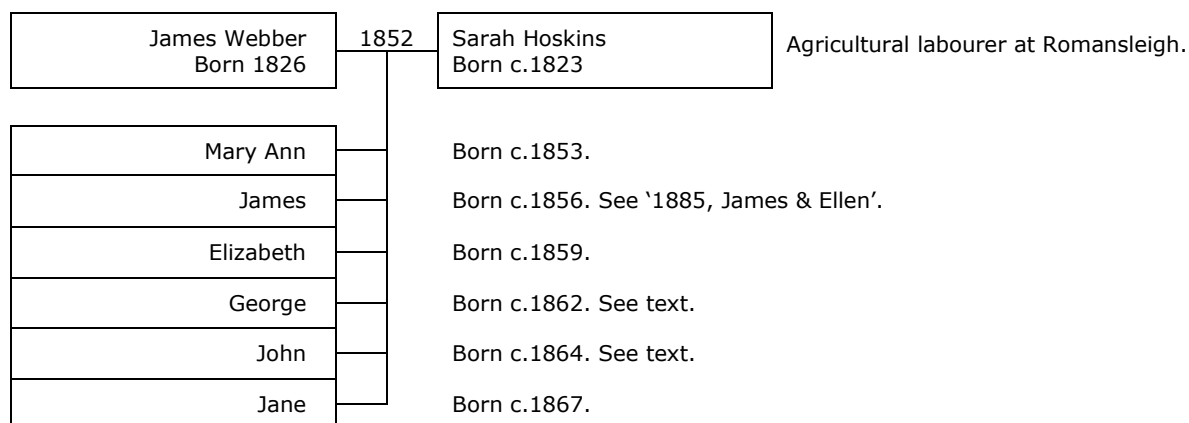 James Webber
Born 1826
1852
Sarah Hoskins
Born c.1823
Agricultural labourer at Romansleigh.
Mary Ann Born c.1853.
James Born c.1856. See ‘1885, James & Ellen’.
Elizabeth Born c.1859.
George Born c.1862. See text.
John Born c.1864. See text.
Jane Born c.1867.